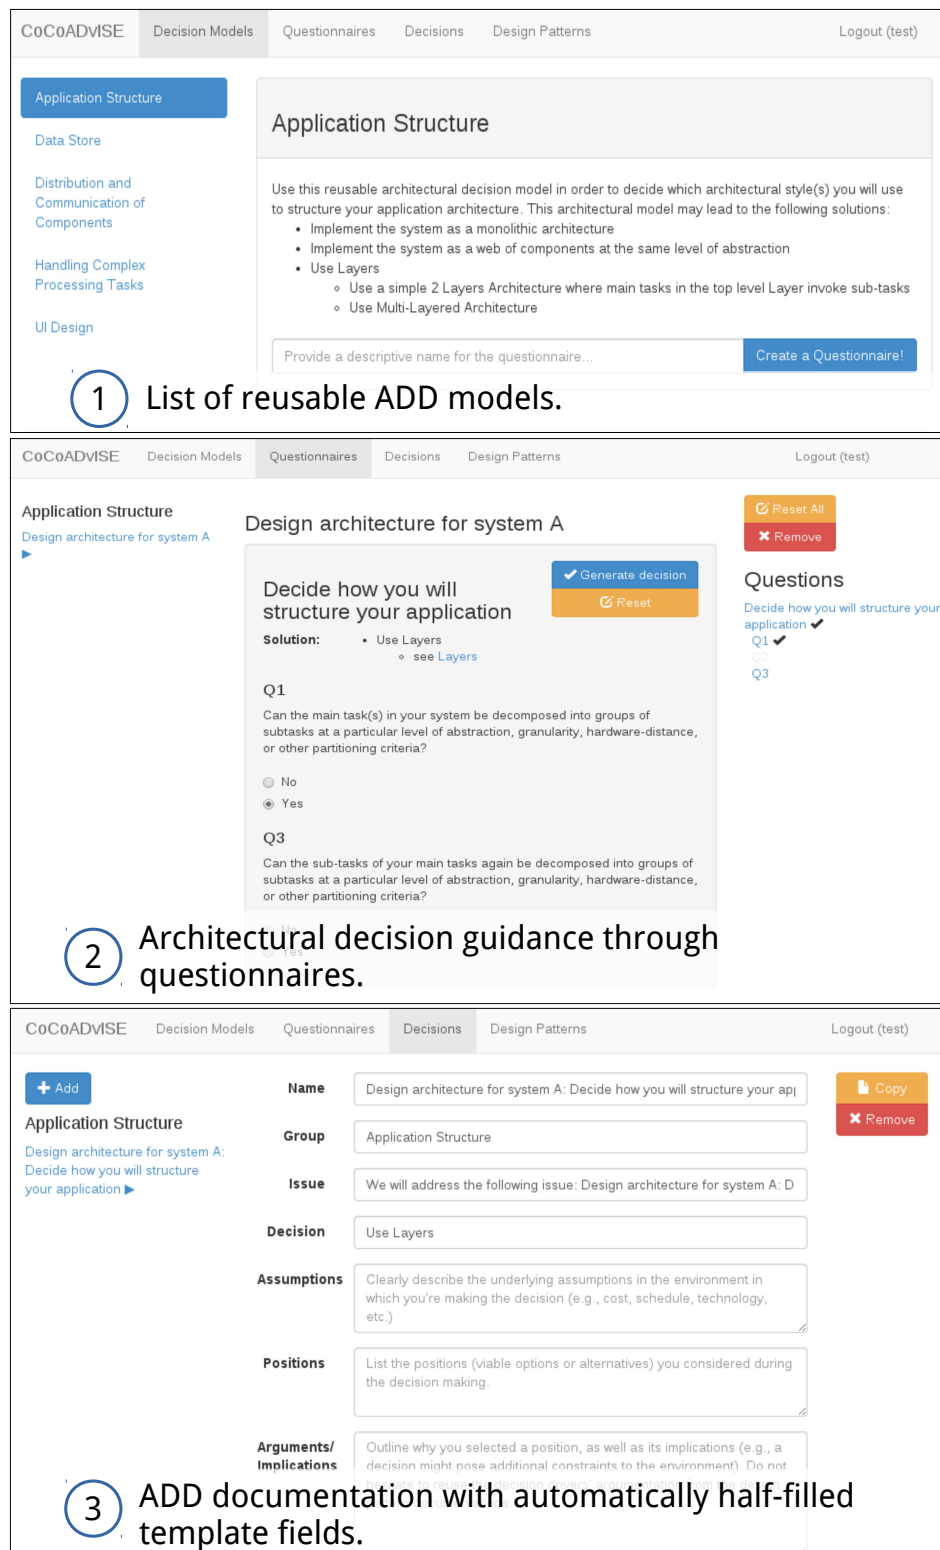 CoCoADvISE Decision Models Questionnaires Decisions Design Patterns Logout (test)
Application Structure
Data Store
Distribution and
Communication of
Components
Handling Complex
Processing Tasks
UI Design
Application Structure
Use this reusable architectural decision model in order to decide which architectural style(s) you will use
to structure your application architecture. This architectural model may lead to the following solutions:
• Implement the system as a monolithic architecture
• Implement the system as a web of components at the same level of abstraction
• Use Layers
◦ Use a simple 2 Layers Architecture where main tasks in the top level Layer invoke sub-tasks
◦ Use Multi-Layered Architecture
Provide a descriptive name for the questionnaire... Create a Questionnaire!
1 List of reusable ADD models.
CoCoADvISE Decision Models Questionnaires Decisions Design Patterns Logout (test)
Application Structure
Design architecture for system A
▶
Design architecture for system A
Generate decision
Reset
Decide how you will
structure your application
Solution: • Use Layers
◦ see Layers
Q1
Can the main task(s) in your system be decomposed into groups of
subtasks at a particular level of abstraction, granularity, hardware-distance,
or other partitioning criteria?
No
Yes
Q3
Can the sub-tasks of your main tasks again be decomposed into groups of
subtasks at a particular level of abstraction, granularity, hardware-distance,
or other partitioning criteria?
No
Yes
Reset All
Remove
Questions
Decide how you will structure your
application ✔
Q1 ✔
Q2
Q3
2 Architectural decision guidance through
questionnaires.
CoCoADvISE Decision Models Questionnaires Decisions Design Patterns Logout (test)
Add
Application Structure
Design architecture for system A:
Decide how you will structure
your application ▶
Name Design architecture for system A: Decide how you will structure your app
Group Application Structure
Issue We will address the following issue: Design architecture for system A: D
Decision Use Layers
Assumptions Clearly describe the underlying assumptions in the environment in
which you're making the decision (e.g., cost, schedule, technology,
etc.)
Positions List the positions (viable options or alternatives) you considered during
the decision making.
Arguments/ Outline why you selected a position, as well as its implications (e.g., a
Implications decision might pose additional constraints to the environment). Do not
Copy
Remove
3 ADD documentation with automatically half-filled
template fields.